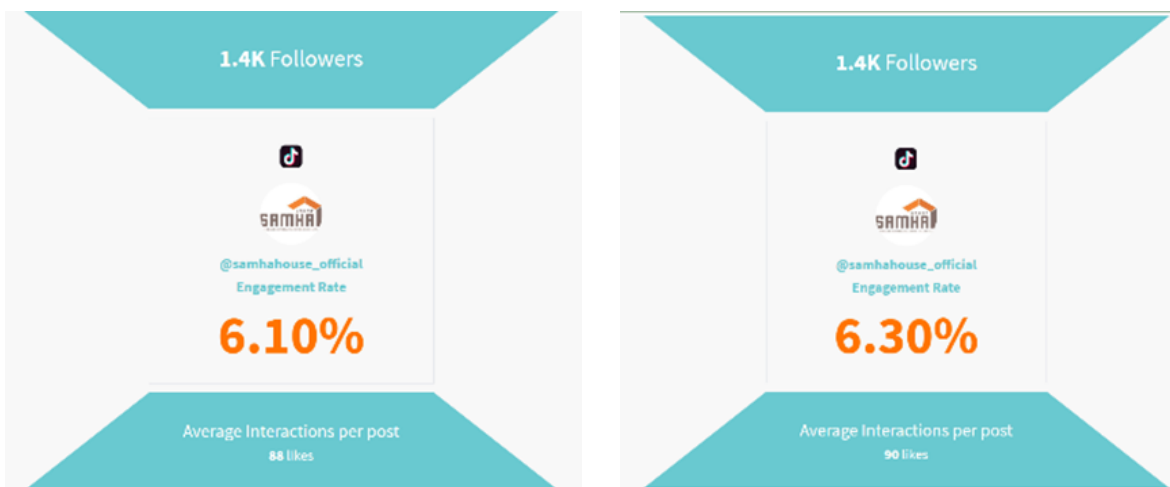 1.4K Followers
SAMHA
@samhahouse_official
Engagement Rate
6.10%
Average Interactions per post
88 likes
1.4K Followers
SAMHA
@samhahouse_official
Engagement Rate
6.30%
Average Interactions per post
90 likes